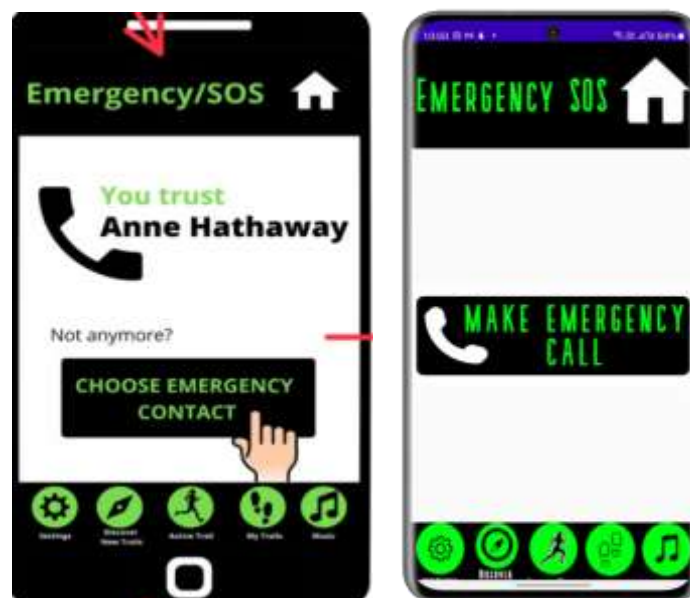 Emergency/SOS
You trust
Anne Hathaway
Not anymore?
CHOOSE EMERGENCY
CONTACT
Settings
Discover
New Trails
Active Trail
My Trails
Music
EMERGENCY SOS
MAKE EMERGENCY
CALL